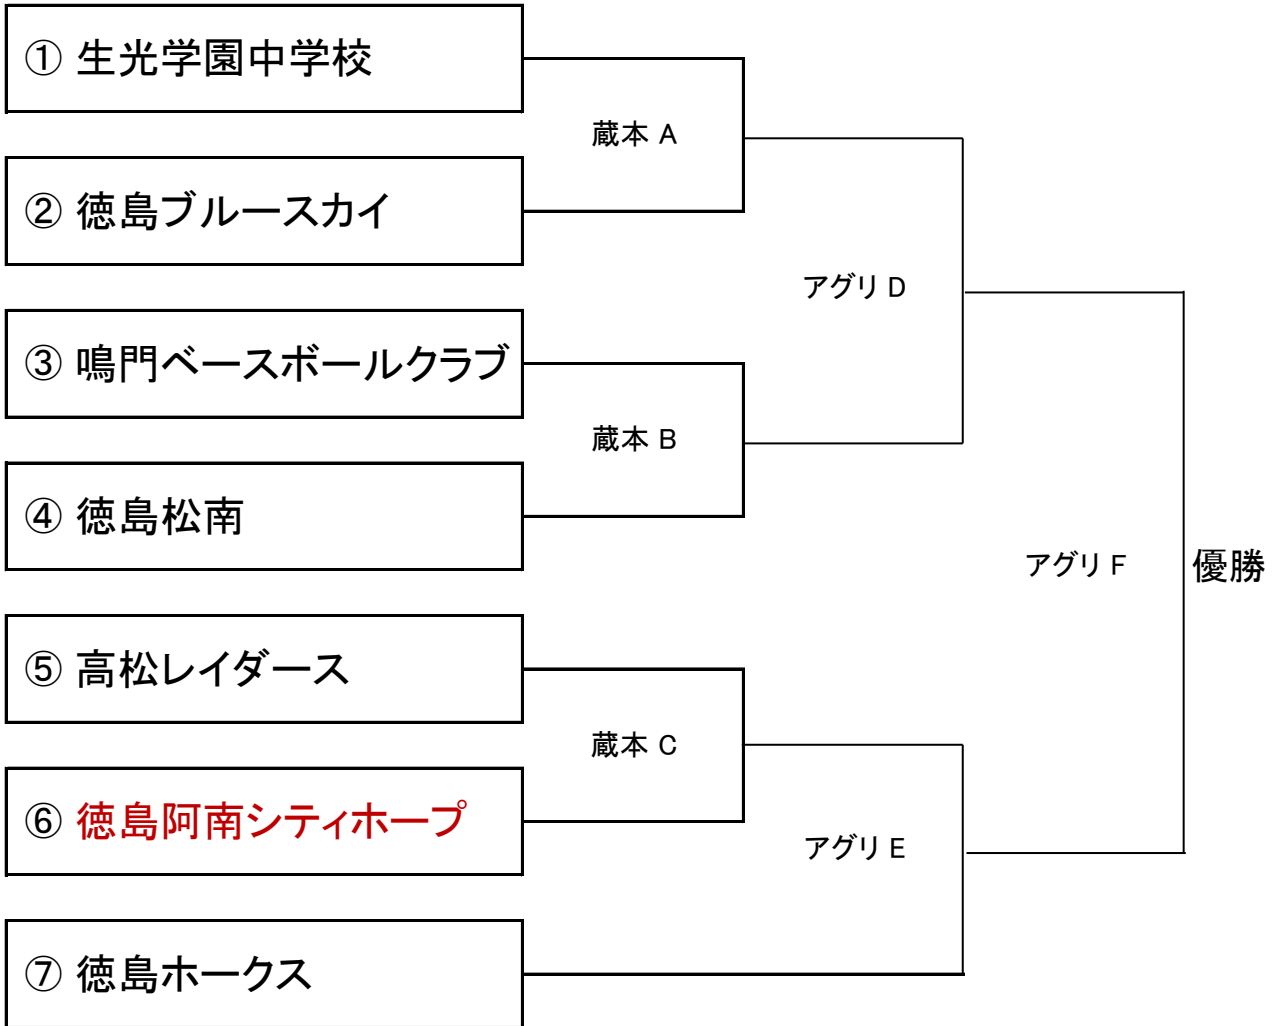 ① 生光学園中学校
蔵本 A
② 徳島ブルースカイ
アグリ D
③ 鳴門ベースボールクラブ
蔵本 B
④ 徳島松南
アグリ F
優勝
⑤ 高松レイダース
蔵本 C
⑥ 徳島阿南シティホープ
アグリ E
⑦ 徳島ホークス